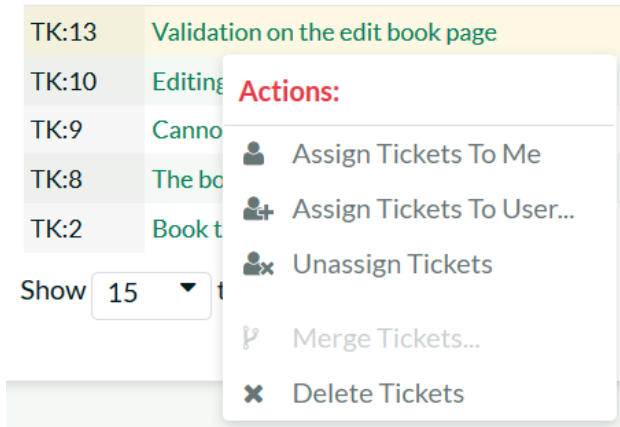 TK:13 Validation on the edit book page
TK:10 Editing
TK:9 Canno
TK:8 The bo
TK:2 Book t
Show 15 t
Actions:
Assign Tickets To Me
Assign Tickets To User...
Unassign Tickets
Merge Tickets...
Delete Tickets